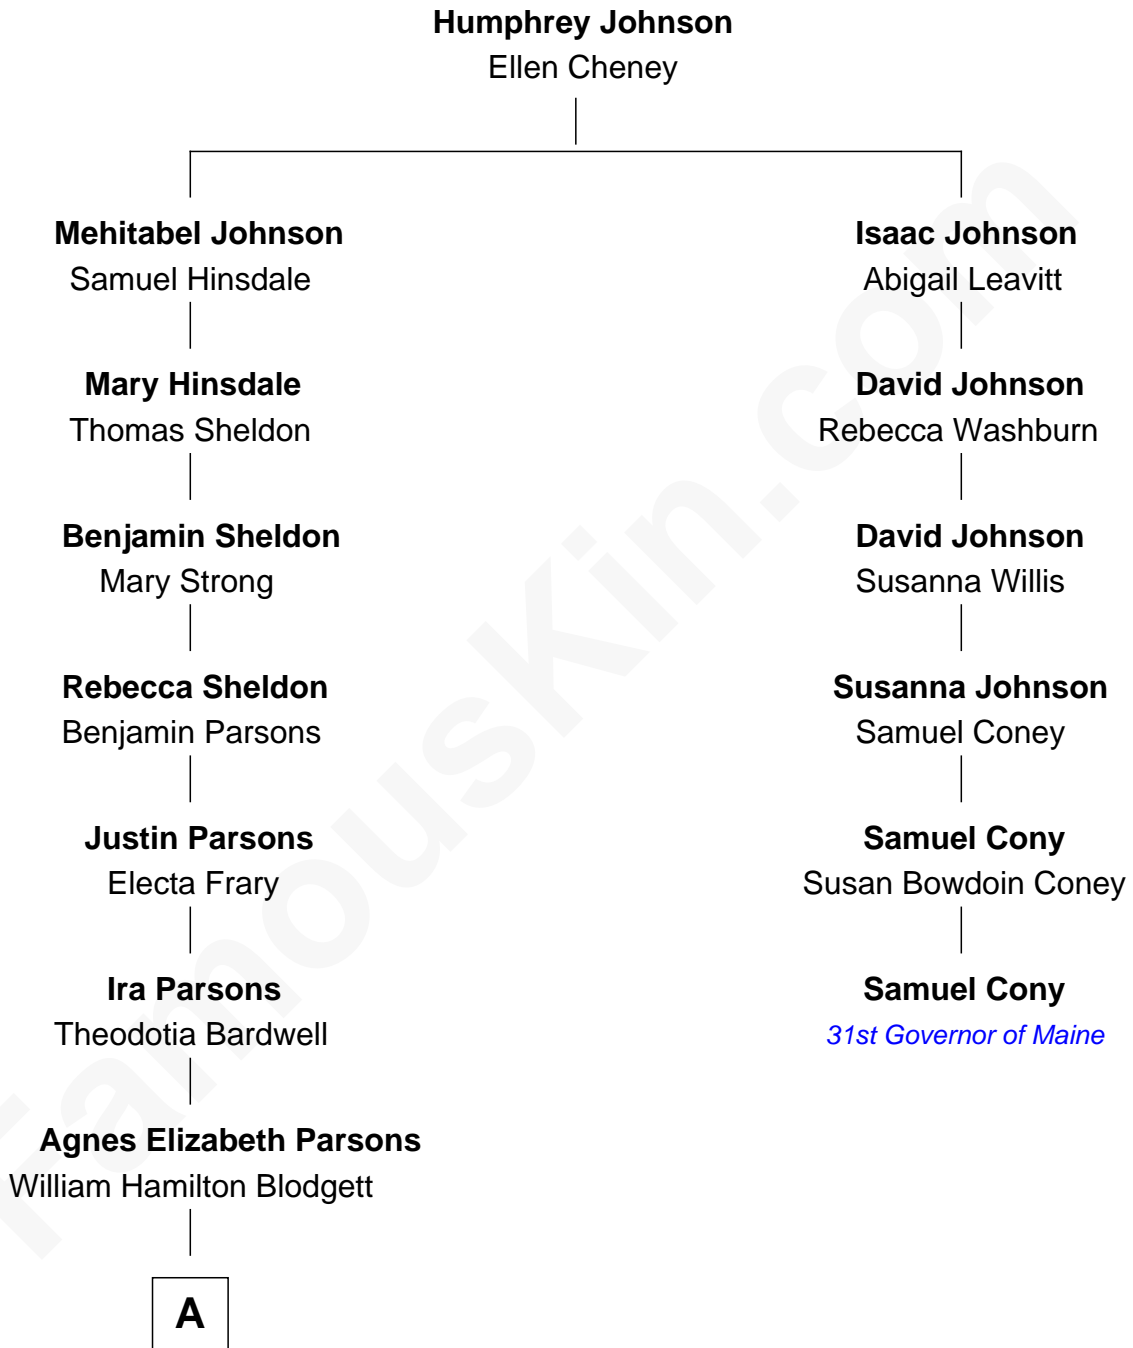 Humphrey Johnson
Ellen Cheney
Mehitabel Johnson
Samuel Hinsdale
Isaac Johnson
Abigail Leavitt
Mary Hinsdale
Thomas Sheldon
David Johnson
Rebecca Washburn
Benjamin Sheldon
Mary Strong
David Johnson
Susanna Willis
Rebecca Sheldon
Benjamin Parsons
Susanna Johnson
Samuel Coney
Justin Parsons
Electa Frary
Samuel Cony
Susan Bowdoin Coney
Ira Parsons
Theodotia Bardwell
Samuel Cony
31st Governor of Maine
Agnes Elizabeth Parsons
William Hamilton Blodgett
A
FamousKin.com